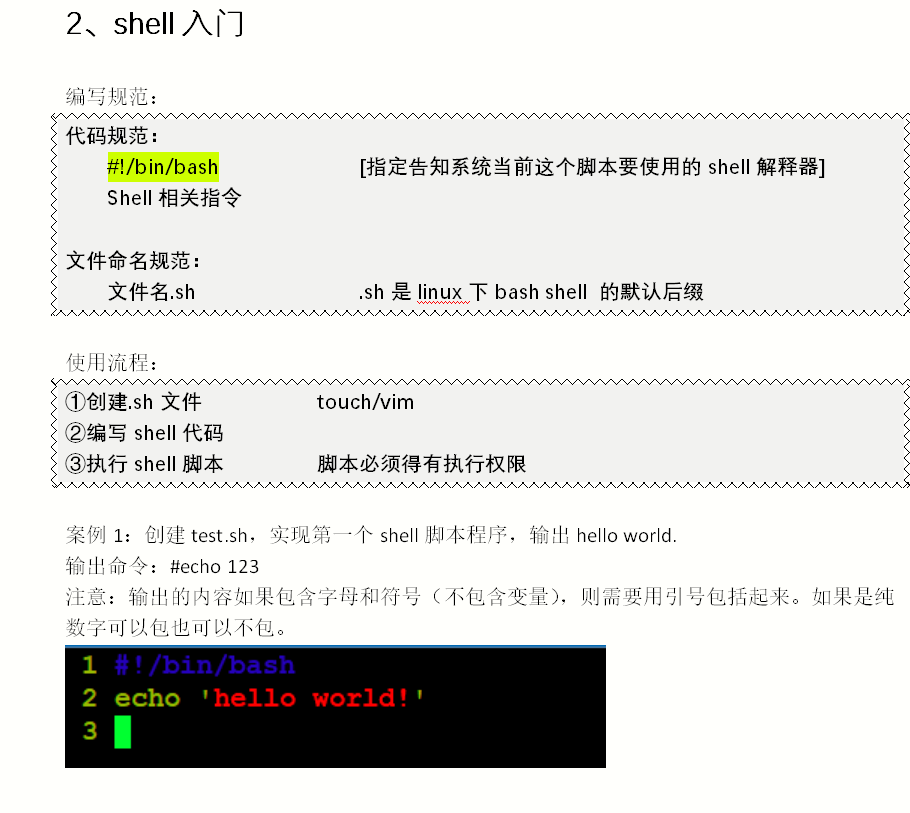 2、shell 入门
编写规范：
代码规范：
#!/bin/bash [指定告知系统当前这个脚本要使用的 shell 解释器]
Shell 相关指令
文件命名规范：
文件名.sh .sh 是 linux 下 bash shell 的默认后缀
使用流程：
①创建.sh 文件 touch/vim
②编写 shell 代码
③执行 shell 脚本 脚本必须得有执行权限
案例 1：创建 test.sh，实现第一个 shell 脚本程序，输出 hello world.
输出命令：#echo 123
注意：输出的内容如果包含字母和符号（不包含变量），则需要用引号包括起来。如果是纯
数字可以包也可以不包。
1 #!/bin/bash
2 echo 'hello world!'
3